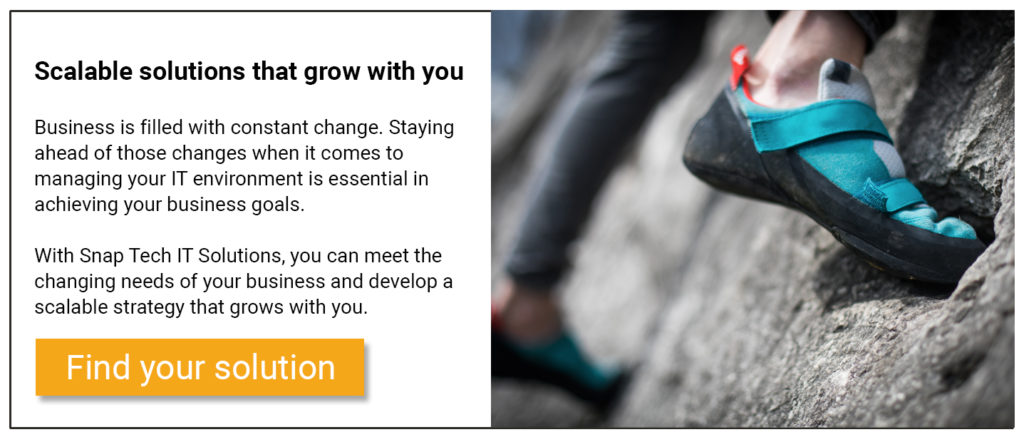 Scalable solutions that grow with you
Business is filled with constant change. Staying
ahead of those changes when it comes to
managing your IT environment is essential in
achieving your business goals.
With Snap Tech IT Solutions, you can meet the
changing needs of your business and develop a
scalable strategy that grows with you.
Find your solution